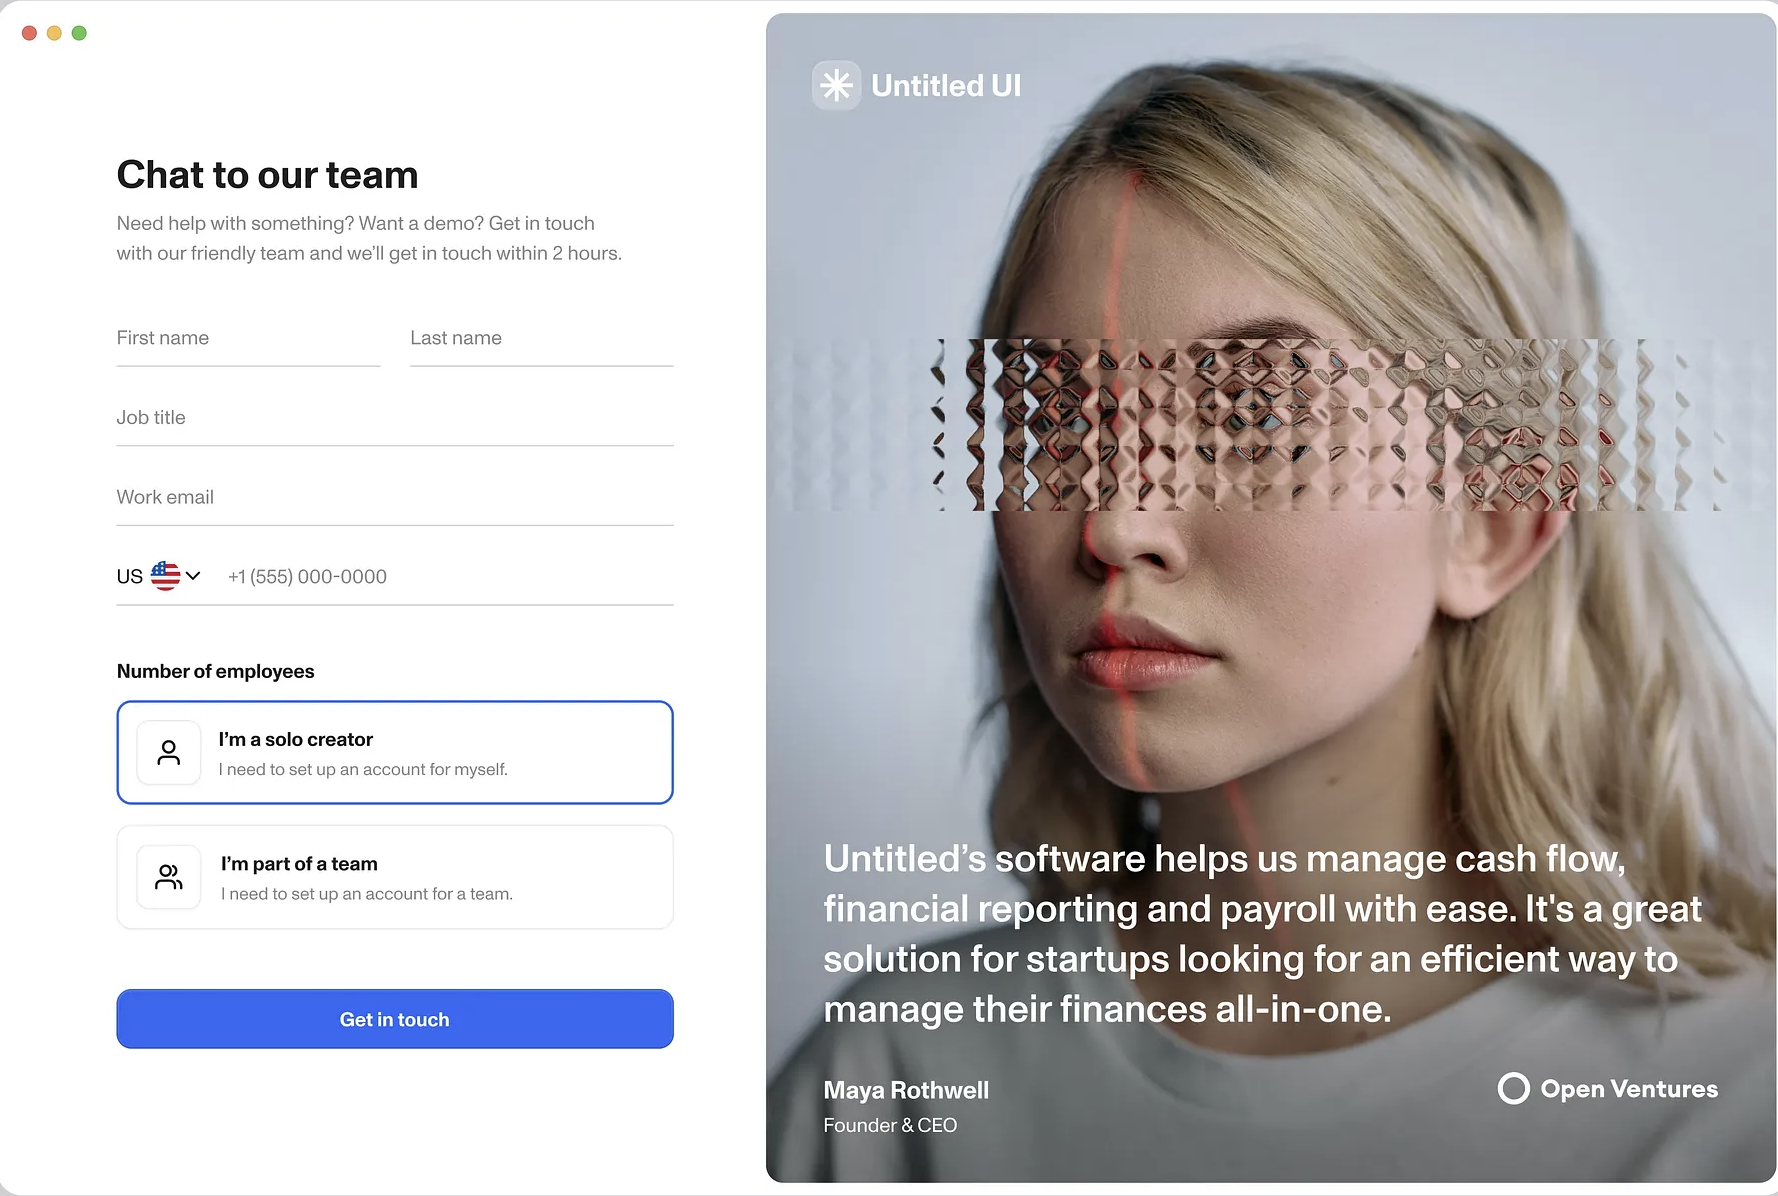 Chat to our team
Need help with something? Want a demo? Get in touch
with our friendly team and we’ll get in touch within 2 hours.
First name
Last name
Job title
Work email
US
+1 (555) 000-0000
Number of employees
I’m a solo creator
I need to set up an account for myself.
I’m part of a team
I need to set up an account for a team.
Get in touch
Untitled UI
Untitled’s software helps us manage cash flow,
financial reporting and payroll with ease. It's a great
solution for startups looking for an efficient way to
manage their finances all-in-one.
Maya Rothwell
Founder & CEO
Open Ventures